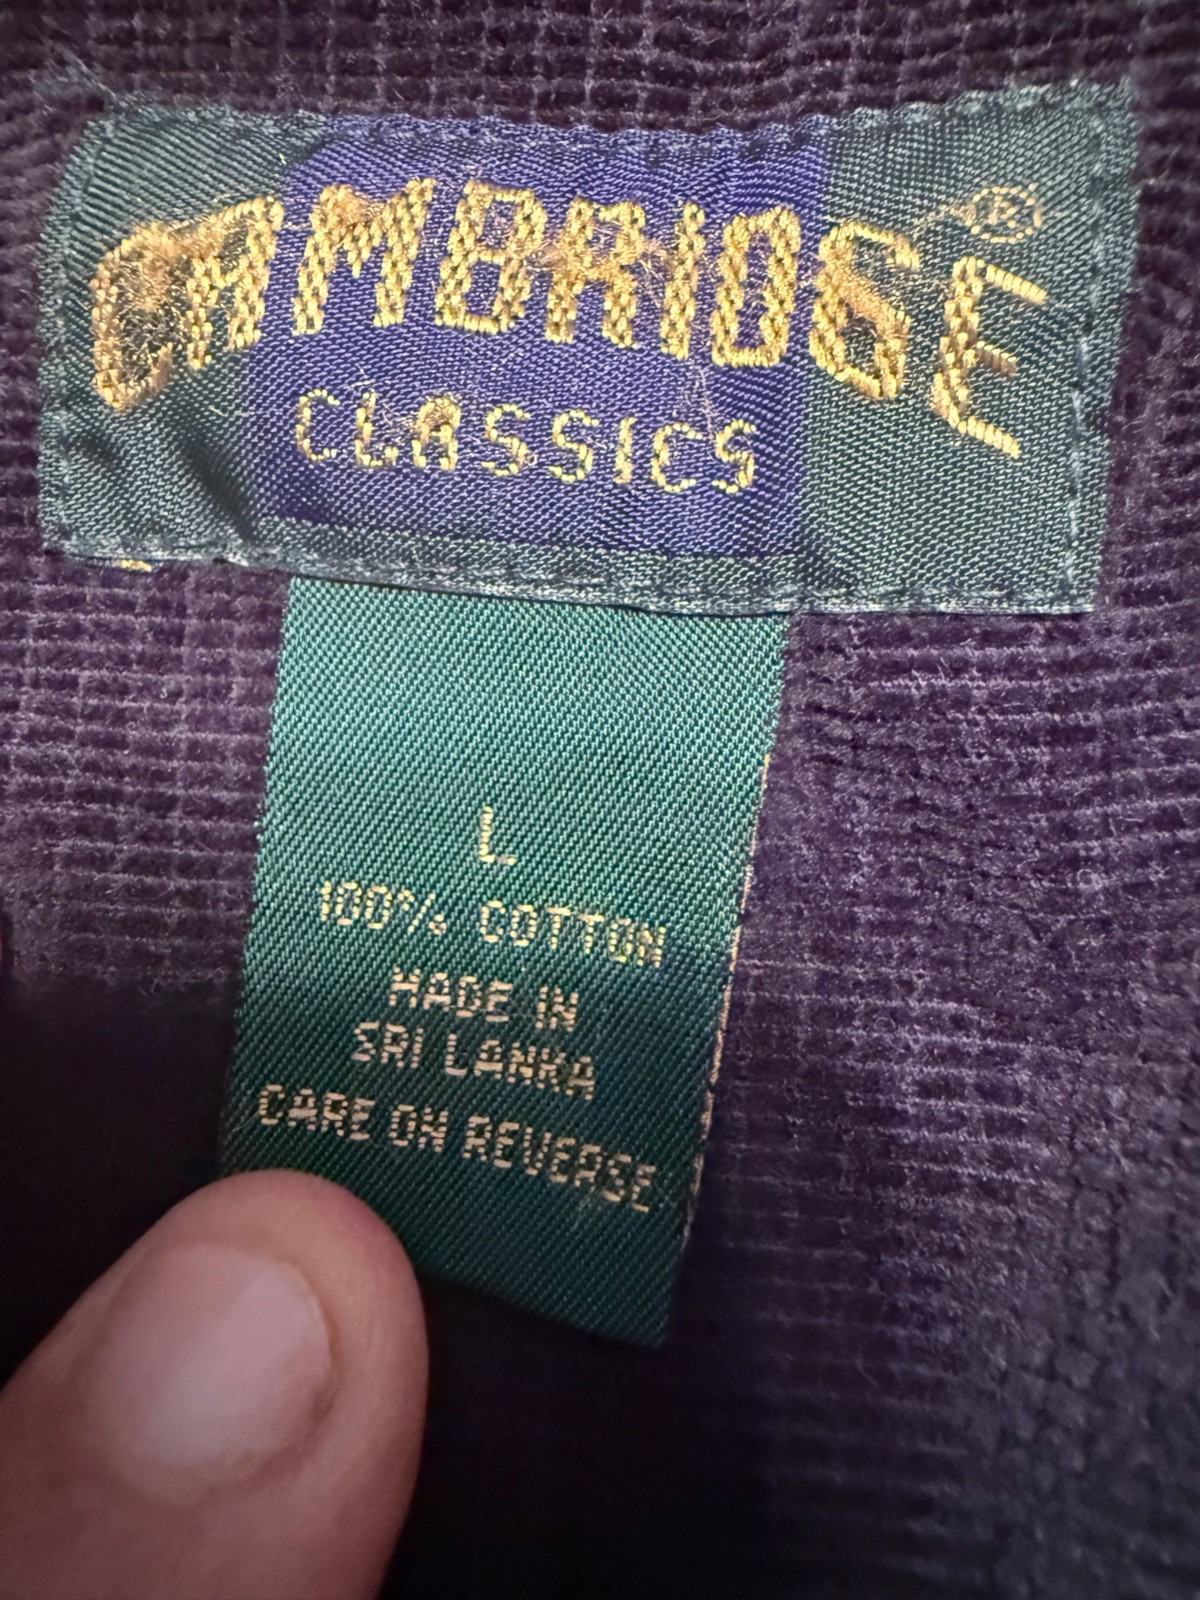 CAMBRIDGE®
CLASSICS
L
100% COTTON
MADE IN
SRI LANKA
CARE ON REVERSE